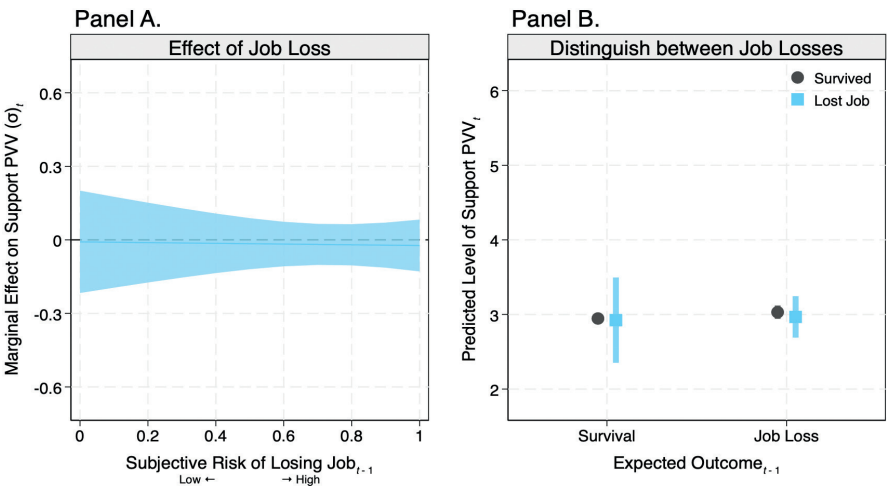 Panel A.
Effect of Job Loss
Marginal Effect on Support PVV (σ)t
0.6
0.3
0
-0.3
-0.6
0 0.2 0.4 0.6 0.8 1
Subjective Risk of Losing Jobt - 1
Low ← → High
Panel B.
Distinguish between Job Losses
Survived
Lost Job
Predicted Level of Support PVVt
6
5
4
3
2
Survival Job Loss
Expected Outcomet - 1